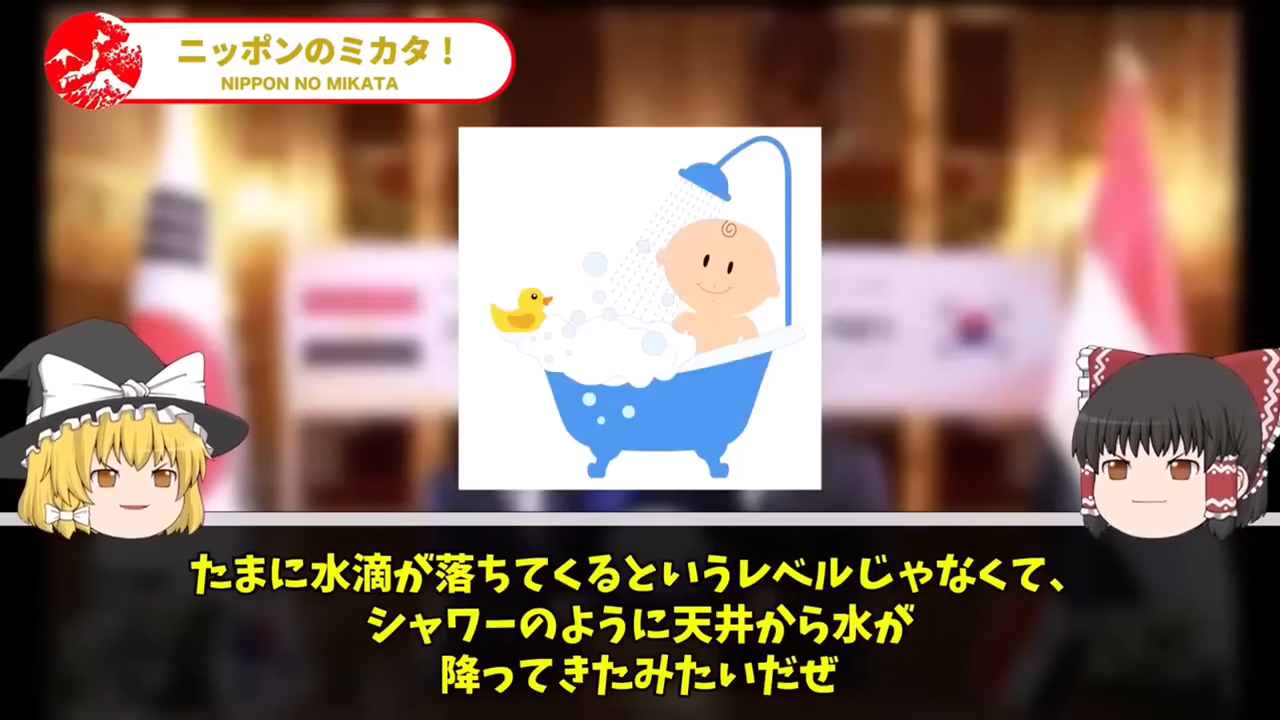 ニッポンのミカタ！
NIPPON NO MIKATA
たまに水滴が落ちてくるというレベルじゃなくて、
シャワーのように天井から水が
降ってきたみたいだぜ